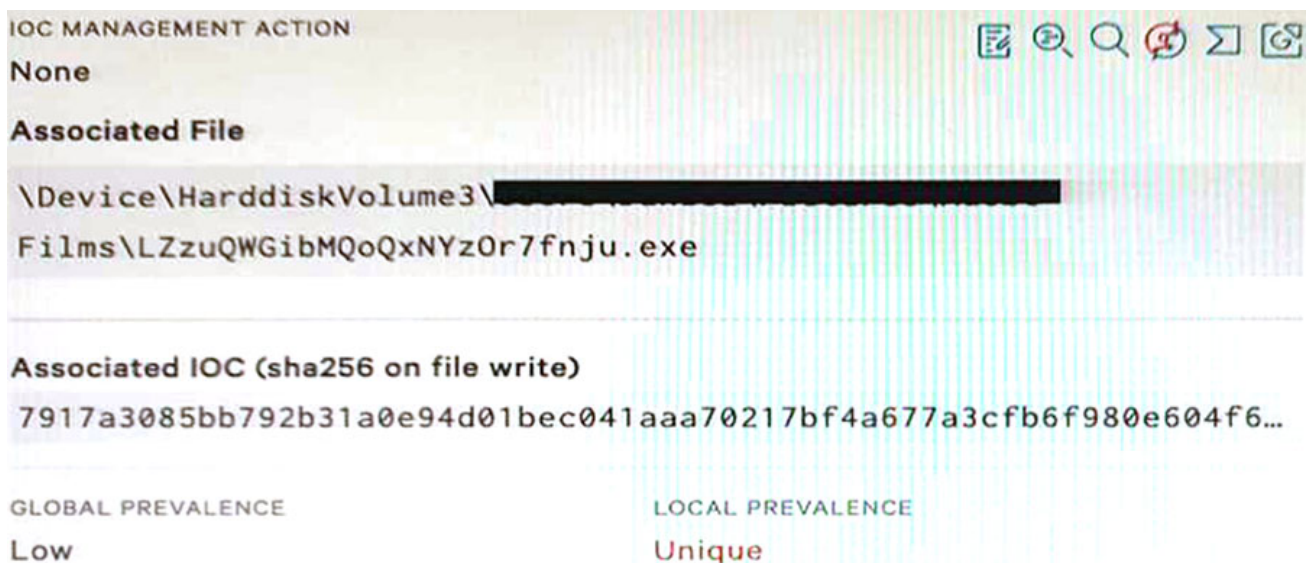 IOC MANAGEMENT ACTION
None
Associated File
\Device\HarddiskVolume3\
Films\LZzuQWGibMQoQxNYzOr7fnju.exe
Associated IOC (sha256 on file write)
7917a3085bb792b31a0e94d01bec041aaa70217bf4a677a3cfb6f980e604f6…
GLOBAL PREVALENCE
LOCAL PREVALENCE
Low
Unique